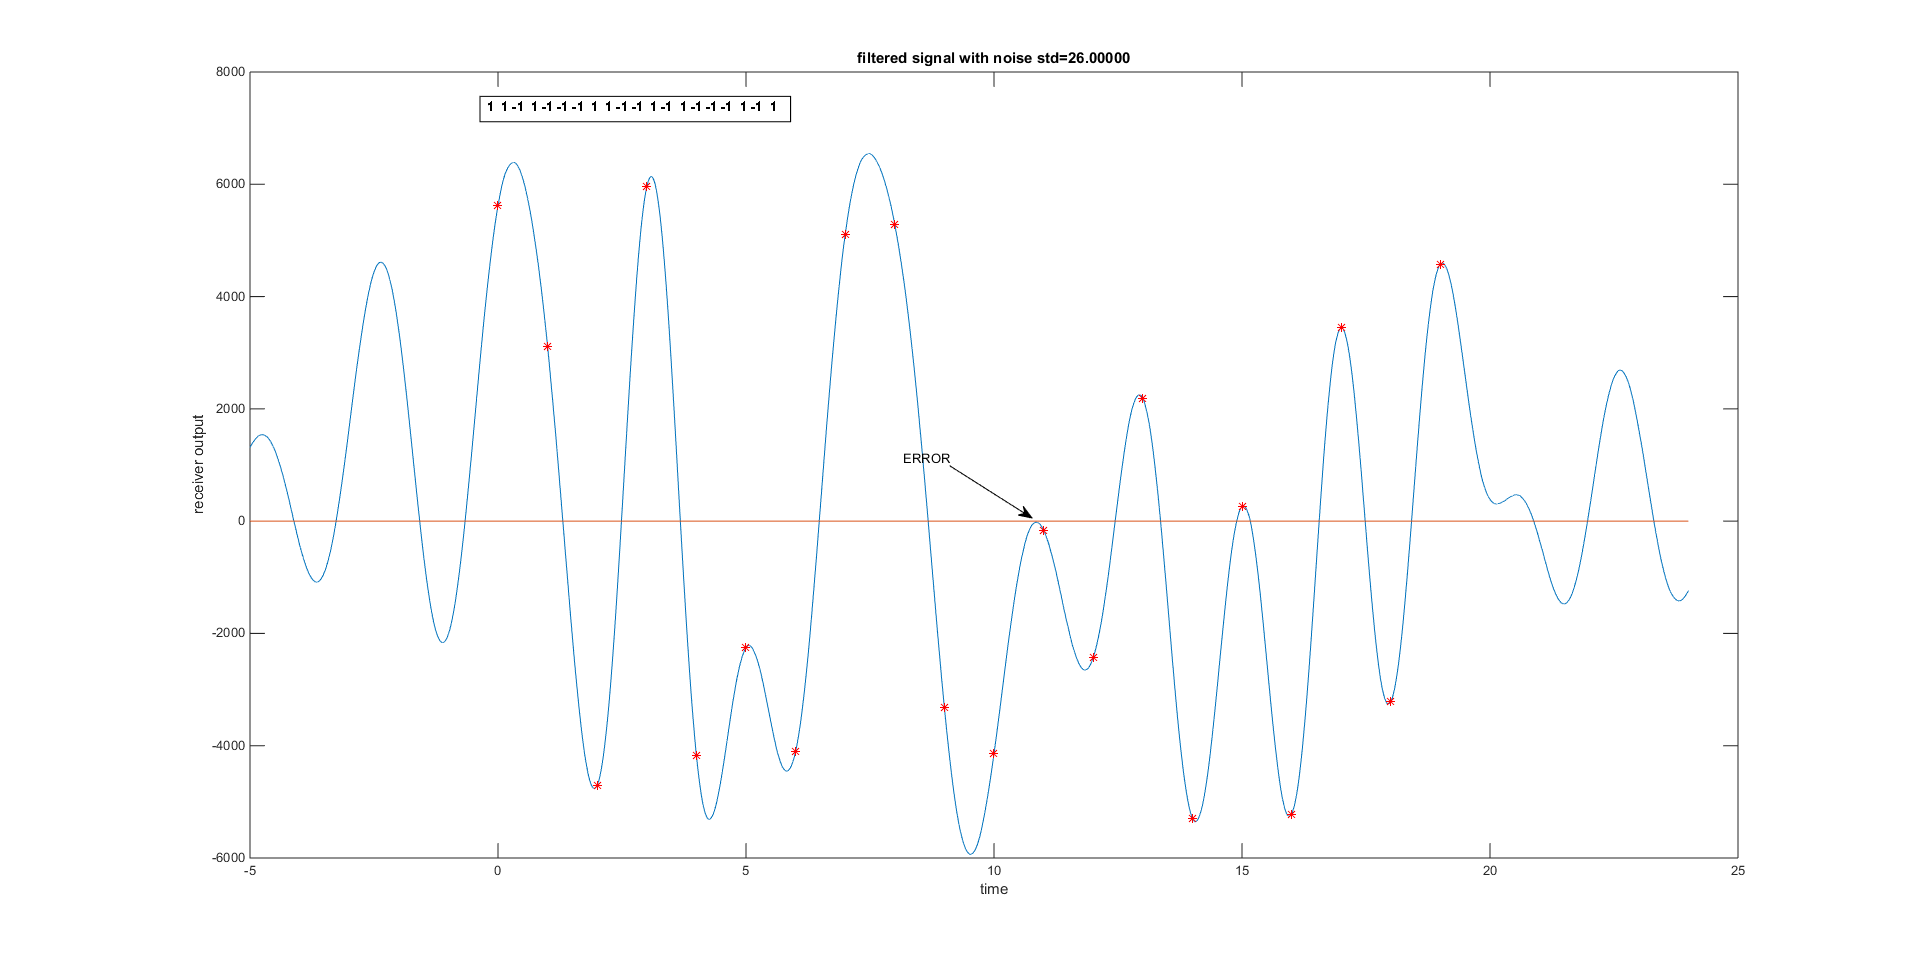 filtered signal with noise std=26.00000
8000
1 1 -1 1 -1 -1 -1 1 1 -1 -1 1 -1 1 -1 -1 -1 1 -1 1
6000
4000
2000
ERROR
receiver output
0
-2000
-4000
-6000
-5 0 5 10 15 20 25
time